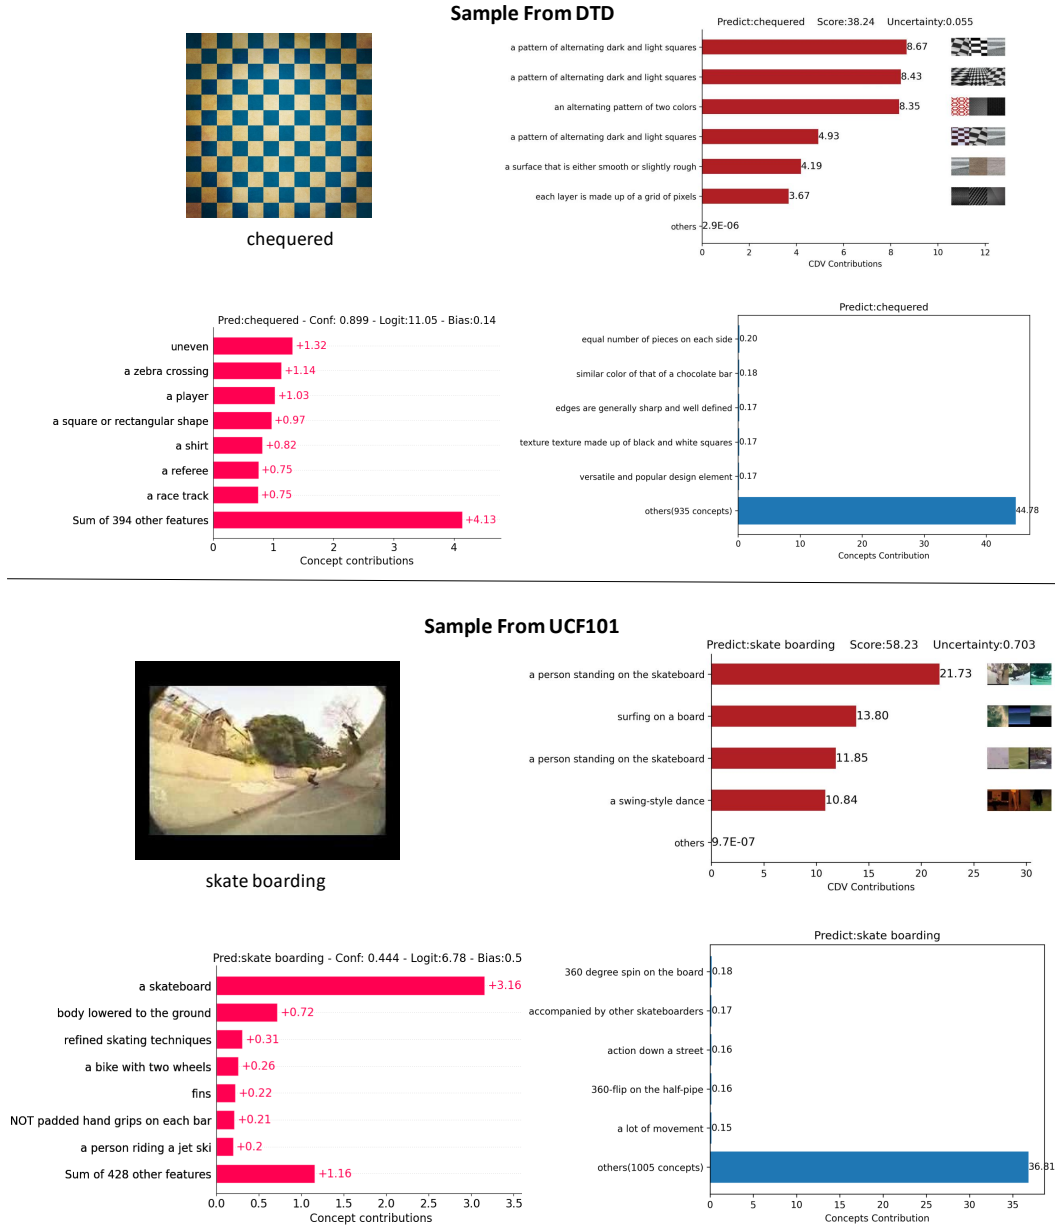 Sample From DTD
chequered
Predict:chequered Score:38.24 Uncertainty:0.055
a pattern of alternating dark and light squares 8.67
a pattern of alternating dark and light squares 8.43
an alternating pattern of two colors 8.35
a pattern of alternating dark and light squares 4.93
a surface that is either smooth or slightly rough 4.19
each layer is made up of a grid of pixels 3.67
others 2.9E-06
0 2 4 6 8 10 12
CDV Contributions
Pred:chequered - Conf: 0.899 - Logit:11.05 - Bias:0.14
uneven +1.32
a zebra crossing +1.14
a player +1.03
a square or rectangular shape +0.97
a shirt +0.82
a referee +0.75
a race track +0.75
Sum of 394 other features +4.13
0 1 2 3 4
Concept contributions
Predict:chequered
equal number of pieces on each side 0.20
similar color of that of a chocolate bar 0.18
edges are generally sharp and well defined 0.17
texture texture made up of black and white squares 0.17
versatile and popular design element 0.17
others(935 concepts) 44.78
0 10 20 30 40
Concepts Contribution
Sample From UCF101
skate boarding
Predict:skate boarding Score:58.23 Uncertainty:0.703
a person standing on the skateboard 21.73
surfing on a board 13.80
a person standing on the skateboard 11.85
a swing-style dance 10.84
others 9.7E-07
0 5 10 15 20 25 30
CDV Contributions
Pred:skate boarding - Conf: 0.444 - Logit:6.78 - Bias:0.5
a skateboard +3.16
body lowered to the ground +0.72
refined skating techniques +0.31
a bike with two wheels +0.26
fins +0.22
NOT padded hand grips on each bar +0.21
a person riding a jet ski +0.2
Sum of 428 other features +1.16
0.0 0.5 1.0 1.5 2.0 2.5 3.0 3.5
Concept contributions
Predict:skate boarding
360 degree spin on the board 0.18
accompanied by other skateboarders 0.17
action down a street 0.16
360-flip on the half-pipe 0.16
a lot of movement 0.15
others(1005 concepts) 36.81
0 5 10 15 20 25 30 35
Concepts Contribution